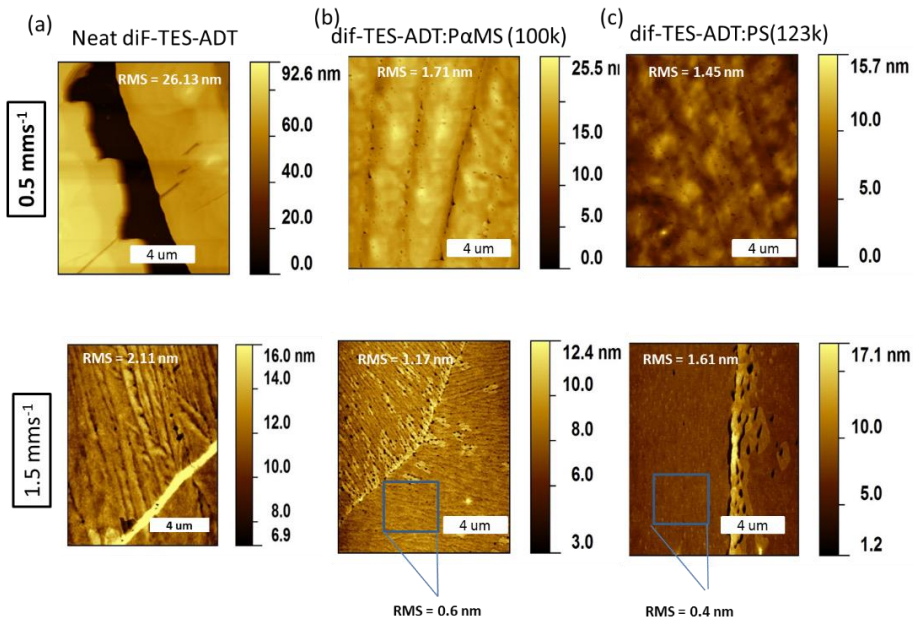 (a)
Neat diF-TES-ADT
(b)
dif-TES-ADT:PαMS (100k)
(c)
dif-TES-ADT:PS(123k)
0.5 mms⁻¹
RMS = 26.13 nm
4 um
92.6 nm
60.0
40.0
20.0
0.0
RMS = 1.71 nm
4 um
25.5 nm
15.0
10.0
5.0
0.0
RMS = 1.45 nm
4 um
15.7 nm
10.0
5.0
0.0
1.5 mms⁻¹
RMS = 2.11 nm
4 um
16.0 nm
14.0
12.0
10.0
8.0
6.9
RMS = 1.17 nm
4 um
12.4 nm
10.0
8.0
6.0
3.0
RMS = 0.6 nm
RMS = 1.61 nm
4 um
17.1 nm
10.0
5.0
1.2
RMS = 0.4 nm